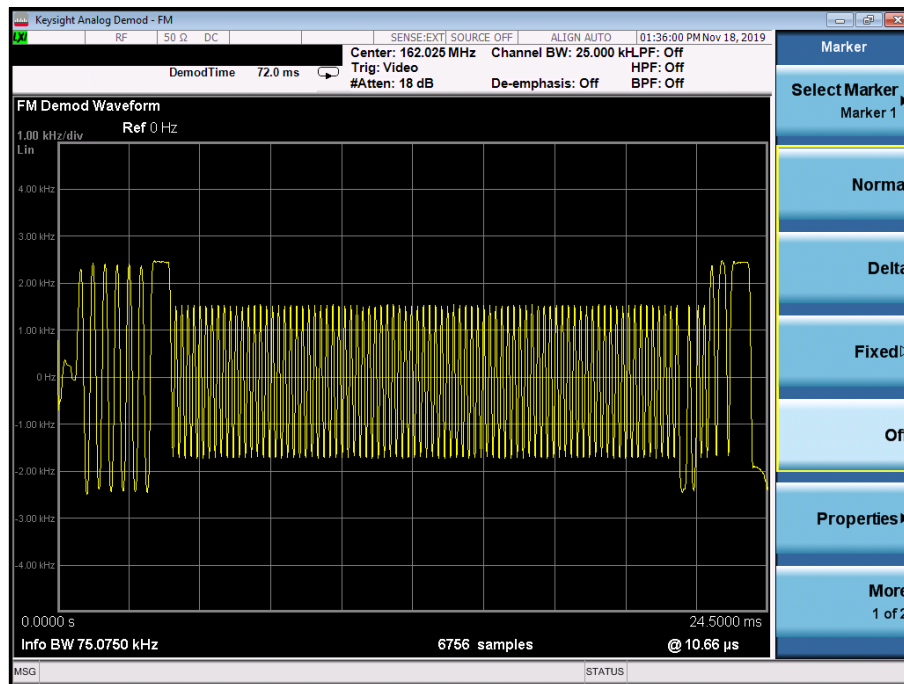 Keysight Analog Demod - FM
LXI RF 50 Ω DC SENSE:EXT SOURCE OFF ALIGN AUTO 01:36:00 PM Nov 18, 2019
Center: 162.025 MHz Channel BW: 25.000 kHLPF: Off
Trig: Video HPF: Off
DemodTime 72.0 ms
#Atten: 18 dB De-emphasis: Off BPF: Off
FM Demod Waveform
Ref 0 Hz
1.00 kHz/div
Lin
4.00 kHz
3.00 kHz
2.00 kHz
1.00 kHz
0 Hz
-1.00 kHz
-2.00 kHz
-3.00 kHz
-4.00 kHz
0.0000 s 24.5000 ms
Info BW 75.0750 kHz 6756 samples @ 10.66 µs
MSG STATUS
Marker
Select Marker
Marker 1
Norma
Delta
Fixed
Of
Properties
More
1 of 2